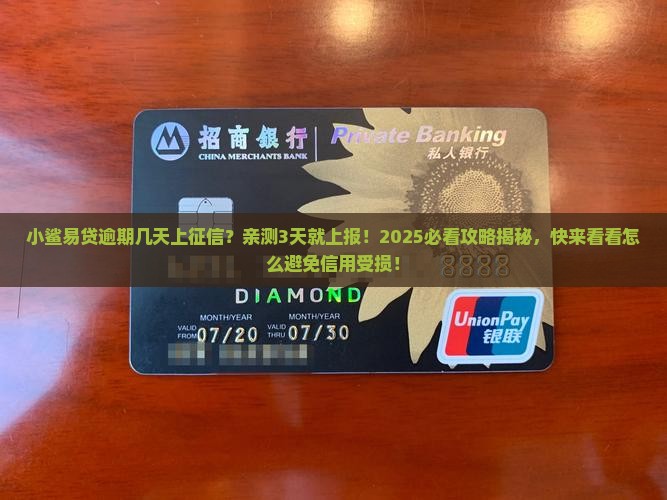 招商銀行
CHINA MERCHANTS BANK
Private Banking
私人银行
小鲨易贷逾期几天上征信？亲测3天就上报！2025必看攻略揭秘，快来看看怎
么避免信用受损！
8888
DIAMOND
MONTH/YEAR MONTH/YEAR
VALID FROM 07/20 VALID THRU 07/30
UnionPay
银联